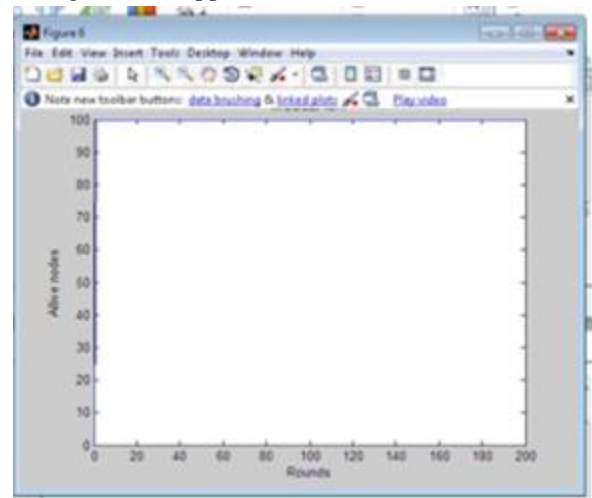 Figure 6
File Edit View Insert Tools Desktop Window Help
Note new toolbar buttons: data brushing & linked plots Play video
100
90
80
70
60
50
40
30
20
10
0
Alive nodes
0 20 40 60 80 100 120 140 160 180 200
Rounds